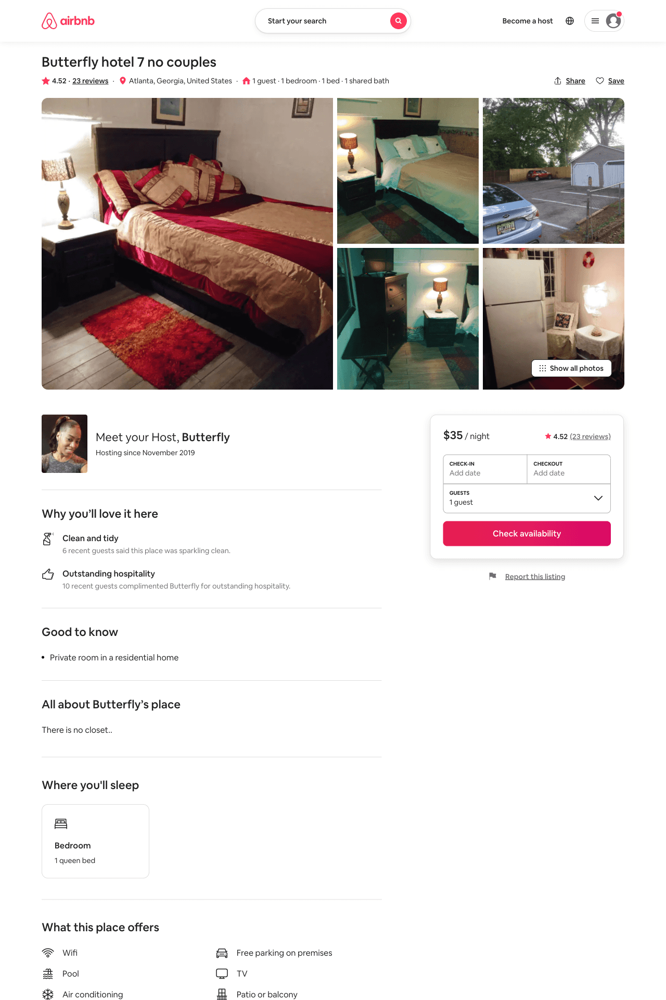 airbnb
Start your search
Become a host
Butterfly hotel 7 no couples
4.52 · 23 reviews · Atlanta, Georgia, United States · 1 guest · 1 bedroom · 1 bed · 1 shared bath
Share
Save
Show all photos
Meet your Host, Butterfly
Hosting since November 2019
$35 / night
4.52 (23 reviews)
CHECK-IN
Add date
CHECKOUT
Add date
GUESTS
1 guest
Check availability
Report this listing
Why you’ll love it here
Clean and tidy
6 recent guests said this place was sparkling clean.
Outstanding hospitality
10 recent guests complimented Butterfly for outstanding hospitality.
Good to know
• Private room in a residential home
All about Butterfly’s place
There is no closet..
Where you'll sleep
Bedroom
1 queen bed
What this place offers
Wifi
Free parking on premises
Pool
TV
Air conditioning
Patio or balcony